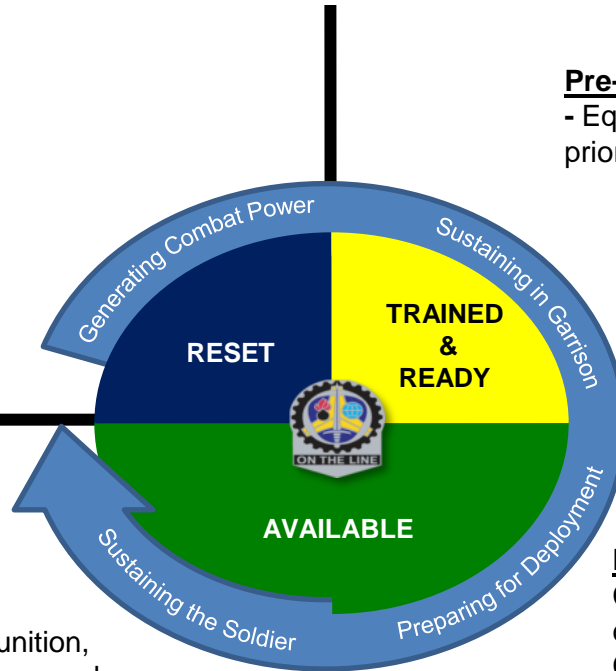 Pre-
- Eq
prior
Generating Combat Power
Sustaining in Garrison
RESET
TRAINED
&
READY
ON THE LINE
AVAILABLE
Preparing for Deployment
Sustaining the Soldier
unition,